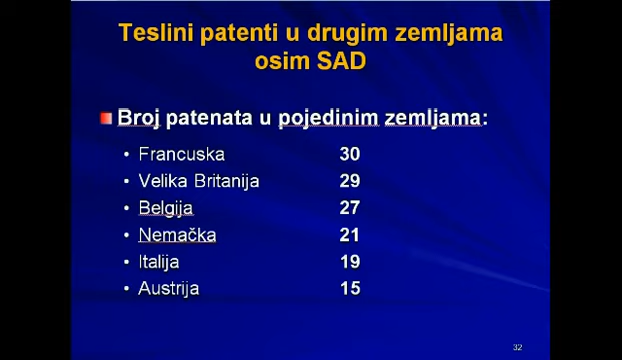 Teslini patenti u drugim zemljama
osim SAD
Broj patenata u pojedinim zemljama:
• Francuska 30
• Velika Britanija 29
• Belgija 27
• Nemačka 21
• Italija 19
• Austrija 15
32